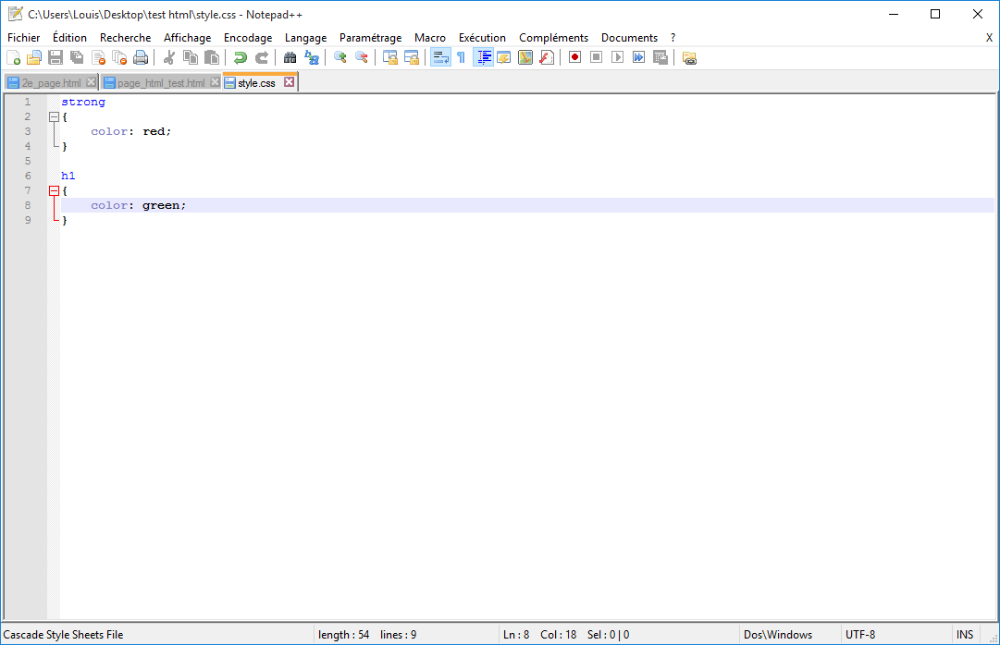 C:\Users\Louis\Desktop\test html\style.css - Notepad++
Fichier Édition Recherche Affichage Encodage Langage Paramétrage Macro Exécution Compléments Documents ? X
2e_page.html page_html_test.html style.css
1 strong
2 {
3 color: red;
4 }
5
6 h1
7 {
8 color: green;
9 }
Cascade Style Sheets File length : 54 lines : 9 Ln : 8 Col : 18 Sel : 0 | 0 Dos\Windows UTF-8 INS